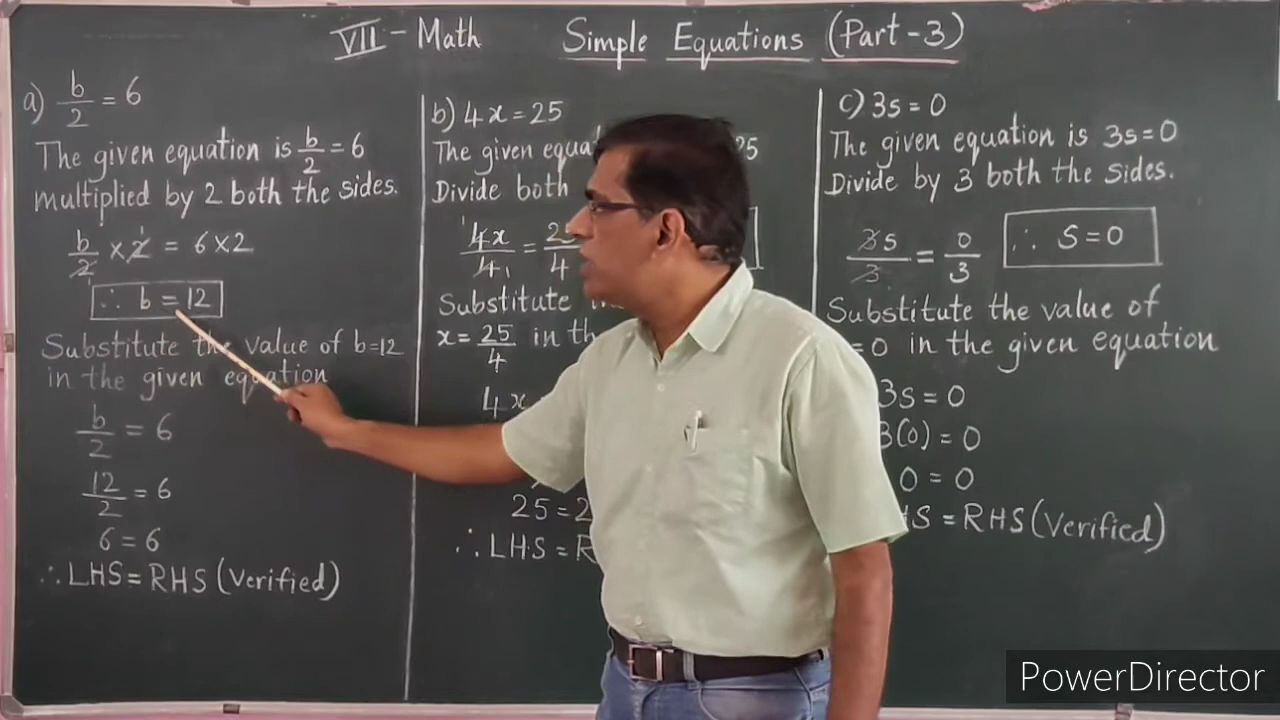 VII - Math Simple Equations (Part-3)
a) b/2 = 6
The given equation is b/2 = 6
multiplied by 2 both the sides.
b/2 × 2 1 = 6 × 2
1
∴ b = 12
Substitute the value of b=12
in the given equation
b/2 = 6
12/2 = 6
6 = 6
∴ LHS = RHS (Verified)
b) 4x = 25
The given 25
Divide both
1 4x/4 1 = /4
Substitute
x = 25/4 in
4x
25 =
∴ LHS =
c) 3s = 0
The given equation is 3s = 0
Divide by 3 both the sides.
3s/3 = 0/3
∴ s = 0
Substitute the value of
= 0 in the given equation
3s = 0
3(0) = 0
0 = 0
S = RHS (Verified)
PowerDirector